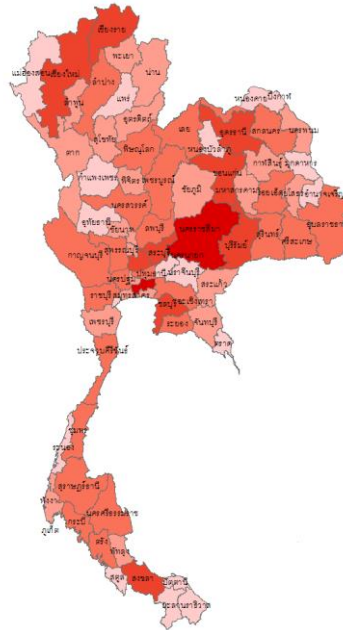 เชียงราย
แม่ฮ่องสอน
เชียงใหม่
พะเยา
น่าน
ลำปาง
ลำพูน
แพร่
อุตรดิตถ์
สุโขทัย
ตาก
พิษณุโลก
กำแพงเพชร
พิจิตร
เพชรบูรณ์
เลย
หนองคาย
บึงกาฬ
อุดรธานี
สกลนคร
นครพนม
หนองบัวลำภู
ขอนแก่น
กาฬสินธุ์
มุกดาหาร
ชัยภูมิ
มหาสารคาม
ร้อยเอ็ด
ยโสธร
อำนาจเจริญ
นครสวรรค์
อุทัยธานี
ชัยนาท
ลพบุรี
นครราชสีมา
บุรีรัมย์
สุรินทร์
ศรีสะเกษ
อุบลราชธานี
กาญจนบุรี
สุพรรณบุรี
สระบุรี
นครปฐม
ปทุมธานี
ปราจีนบุรี
สระแก้ว
ราชบุรี
สมุทรสาคร
ชลบุรี
ฉะเชิงเทรา
เพชรบุรี
ระยอง
จันทบุรี
ตราด
ประจวบคีรีขันธ์
ชุมพร
ระนอง
สุราษฎร์ธานี
พังงา
นครศรีธรรมราช
ภูเก็ต
กระบี่
ตรัง
พัทลุง
สตูล
สงขลา
ปัตตานี
ยะลา
นราธิวาส